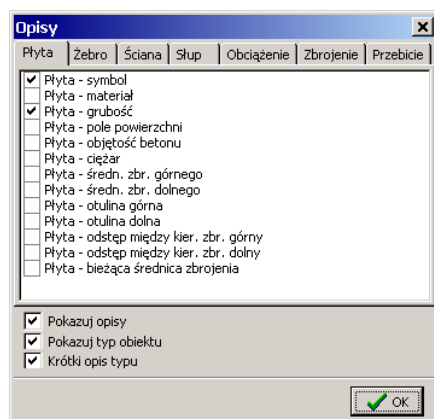 Opisy
Płyta Żebro Ściana Słup Obciążenie Zbrojenie Przebicie
Płyta - symbol
Płyta - materiał
Płyta - grubość
Płyta - pole powierzchni
Płyta - objętość betonu
Płyta - ciężar
Płyta - średn. zbr. górnego
Płyta - średn. zbr. dolnego
Płyta - otulina górna
Płyta - otulina dolna
Płyta - odstęp między kier. zbr. górny
Płyta - odstęp między kier. zbr. dolny
Płyta - bieżąca średnica zbrojenia
Pokazuj opisy
Pokazuj typ obiektu
Krótki opis typu
OK